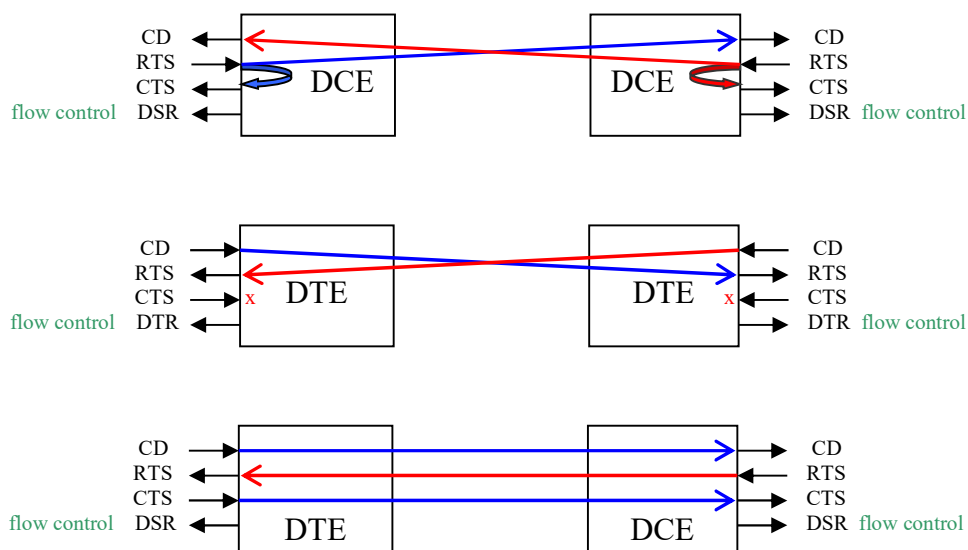 CD CD
RTS RTS
DCE DCE
CTS CTS
flow control DSR DSR flow control
CD CD
RTS RTS
DTE DTE
CTS x x CTS
flow control DTR DTR flow control
CD CD
RTS RTS
CTS CTS
flow control DSR DSR flow control
DTE DCE